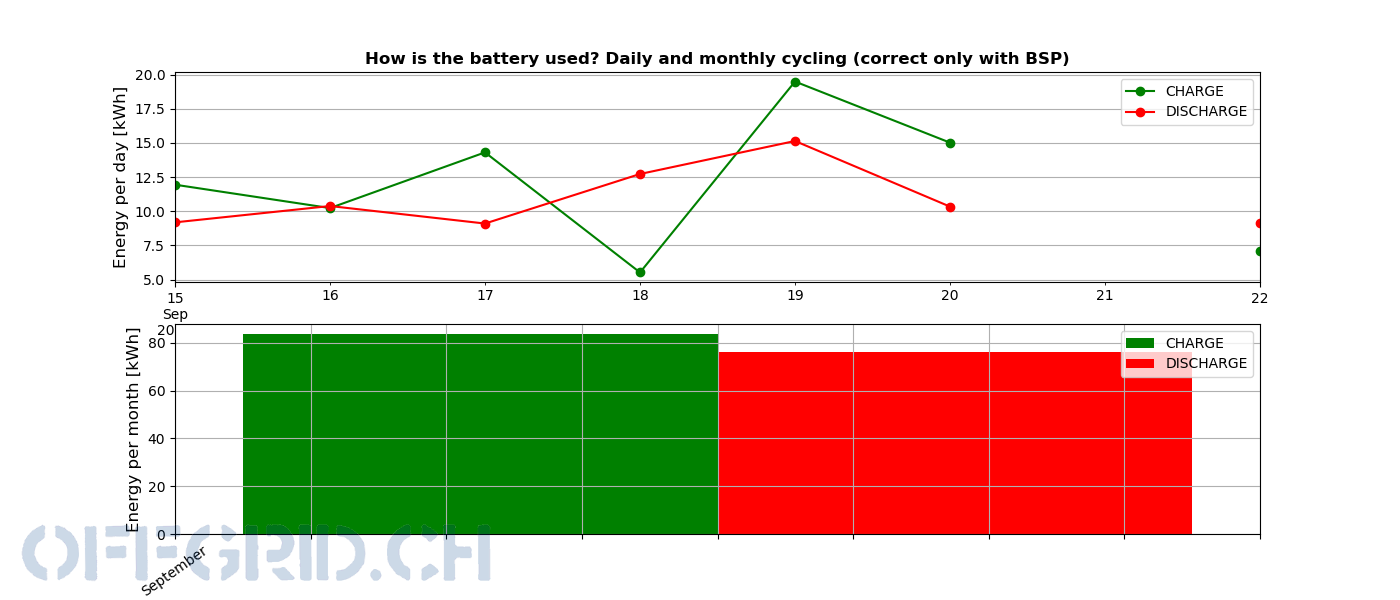 How is the battery used? Daily and monthly cycling (correct only with BSP)
Energy per day [kWh]
20.0
17.5
15.0
12.5
10.0
7.5
5.0
CHARGE
DISCHARGE
15 16 17 18 19 20 21 22
Sep
20
Energy per month [kWh]
80
60
40
20
0
CHARGE
DISCHARGE
September
OFFGRID.CH